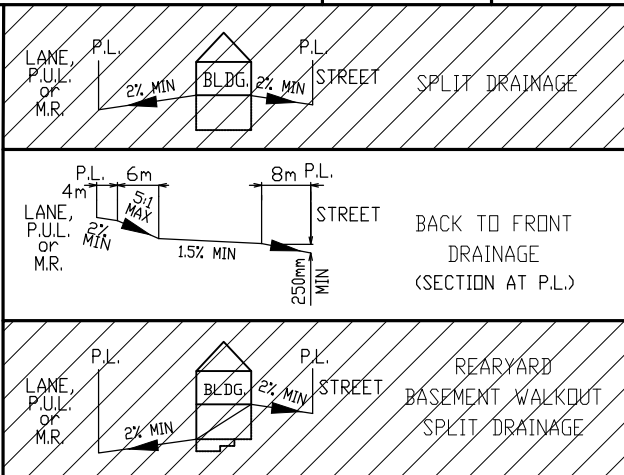 LANE,
P.U.L.
or
M.R.
P.L.
2% MIN
BLDG.
2% MIN
P.L.
STREET
SPLIT DRAINAGE
P.L.
4m
6m
8m
P.L.
5:1
MAX
LANE,
P.U.L.
or
M.R.
2%
MIN
1.5% MIN
STREET
250mm
MIN
BACK TO FRONT
DRAINAGE
(SECTION AT P.L.)
LANE,
P.U.L.
or
M.R.
P.L.
2% MIN
BLDG.
2% MIN
P.L.
STREET
REARYARD
BASEMENT WALKOUT
SPLIT DRAINAGE